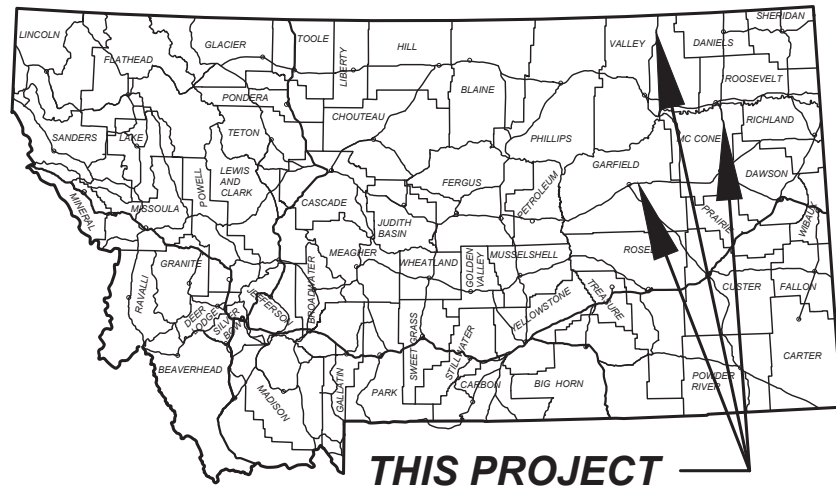 SHERIDAN
LINCOLN
GLACIER
TOOLE
LIBERTY
HILL
VALLEY
DANIELS
FLATHEAD
BLAINE
ROOSEVELT
PONDERA
CHOUTEAU
PHILLIPS
RICHLAND
SANDERS
LAKE
TETON
MC CONE
GARFIELD
DAWSON
LEWIS
AND
CLARK
POWELL
FERGUS
PETROLEUM
MINERAL
MISSOULA
CASCADE
JUDITH
BASIN
PRAIRIE
WIBAUX
GRANITE
BROADWATER
MEAGHER
WHEATLAND
GOLDEN
VALLEY
MUSSELSHELL
ROSEB
RAVALLI
DEER
LODGE
SILVER
BOW
JEFFERSON
TREASURE
CUSTER
FALLON
YELLOWSTONE
SWEET GRASS
STILLWATER
BEAVERHEAD
MADISON
GALLATIN
PARK
CARBON
BIG HORN
POWDER
RIVER
CARTER
THIS PROJECT